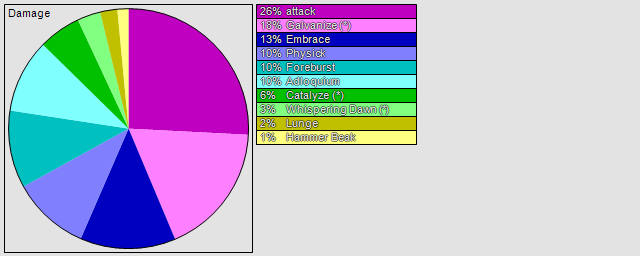 Damage
26% attack
18% Galvanize (*)
13% Embrace
10% Physick
10% Foreburst
10% Adloquium
6% Catalyze (*)
3% Whispering Dawn (*)
2% Lunge
1% Hammer Beak